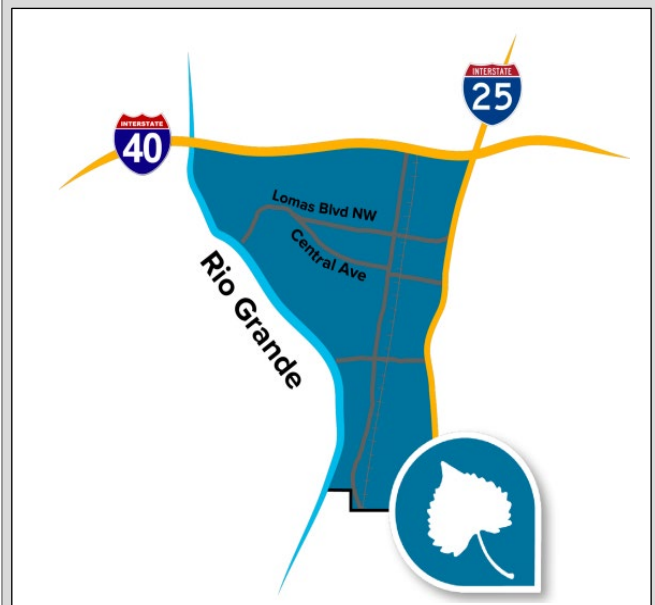 INTERSTATE
25
INTERSTATE
40
Lomas Blvd NW
Central Ave
Rio Grande